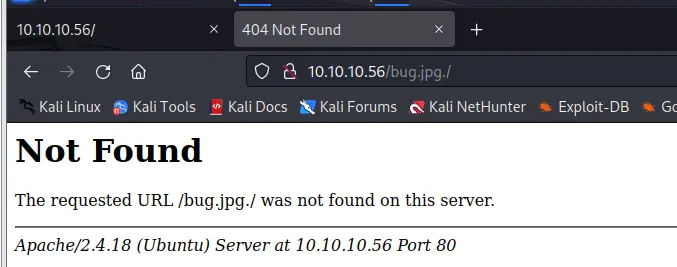 10.10.10.56/
404 Not Found
10.10.10.56/bug.jpg./
Kali Linux Kali Tools Kali Docs Kali Forums Kali NetHunter Exploit-DB
Not Found
The requested URL /bug.jpg./ was not found on this server.
Apache/2.4.18 (Ubuntu) Server at 10.10.10.56 Port 80